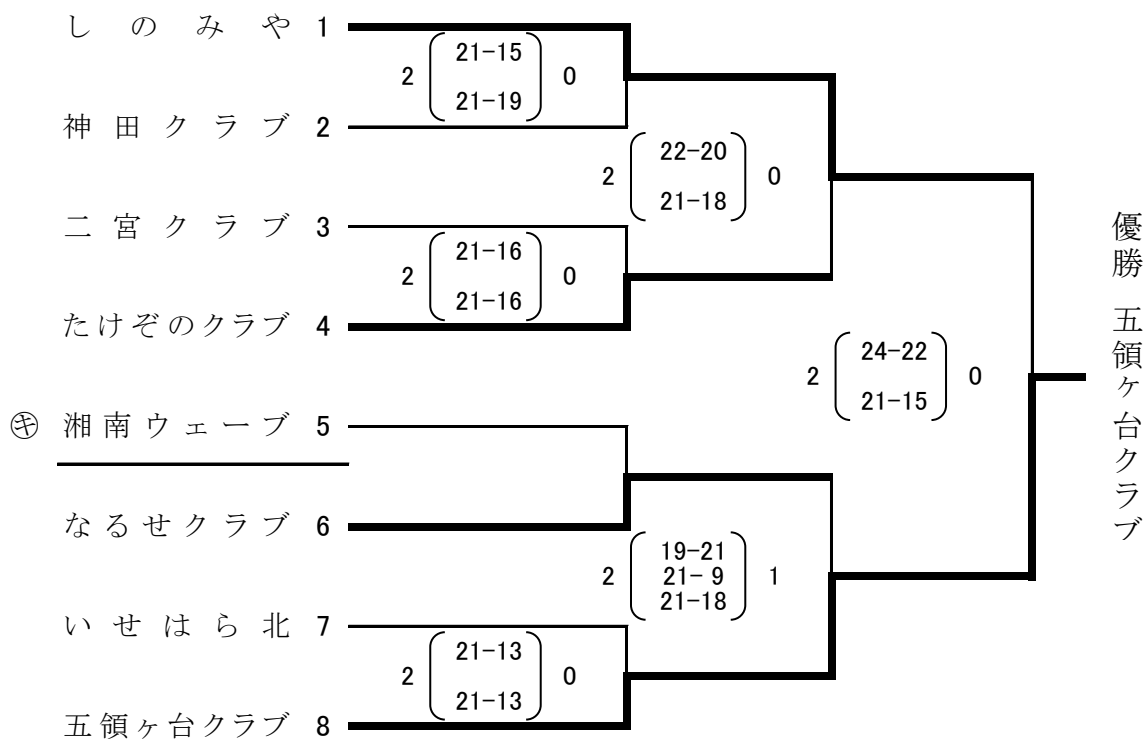 しのみや 1
21-15
2 0
21-19
神田クラブ 2
22-20
2 0
21-18
二宮クラブ 3
21-16
2 0
21-16
たけぞのクラブ 4
24-22
2 0
21-15
㋖ 湘南ウェーブ 5
なるせクラブ 6
19-21
2 21- 9 1
21-18
いせはら北 7
21-13
2 0
21-13
五領ヶ台クラブ 8
優勝 五領ヶ台クラブ